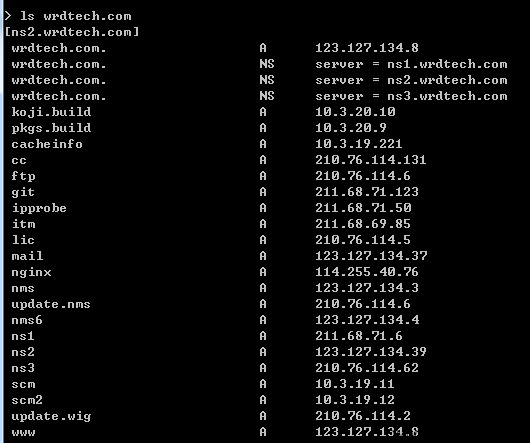 > ls wrdtech.com
[ns2.wrdtech.com]
wrdtech.com. A 123.127.134.8
wrdtech.com. NS server = ns1.wrdtech.com
wrdtech.com. NS server = ns2.wrdtech.com
wrdtech.com. NS server = ns3.wrdtech.com
koji.build A 10.3.20.10
pkgs.build A 10.3.20.9
cacheinfo A 10.3.19.221
cc A 210.76.114.131
ftp A 210.76.114.6
git A 211.68.71.123
ipprobe A 211.68.71.50
itm A 211.68.69.85
lic A 210.76.114.5
mail A 123.127.134.37
nginx A 114.255.40.76
nms A 123.127.134.3
update.nms A 210.76.114.6
nms6 A 123.127.134.4
ns1 A 211.68.71.6
ns2 A 123.127.134.39
ns3 A 210.76.114.62
scm A 10.3.19.11
scm2 A 10.3.19.12
update.wig A 210.76.114.2
www A 123.127.134.8